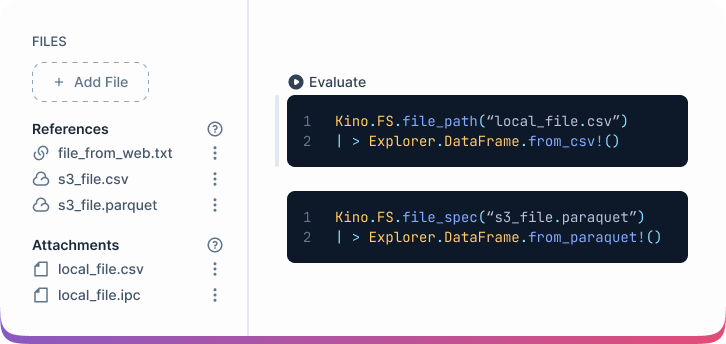 FILES
+ Add File
References
file_from_web.txt
s3_file.csv
s3_file.parquet
Attachments
local_file.csv
local_file.ipc
Evaluate
1 Kino.FS.file_path(“local_file.csv”)
2 | > Explorer.DataFrame.from_csv!()
1 Kino.FS.file_spec(“s3_file.paraquet”)
2 | > Explorer.DataFrame.from_paraquet!()